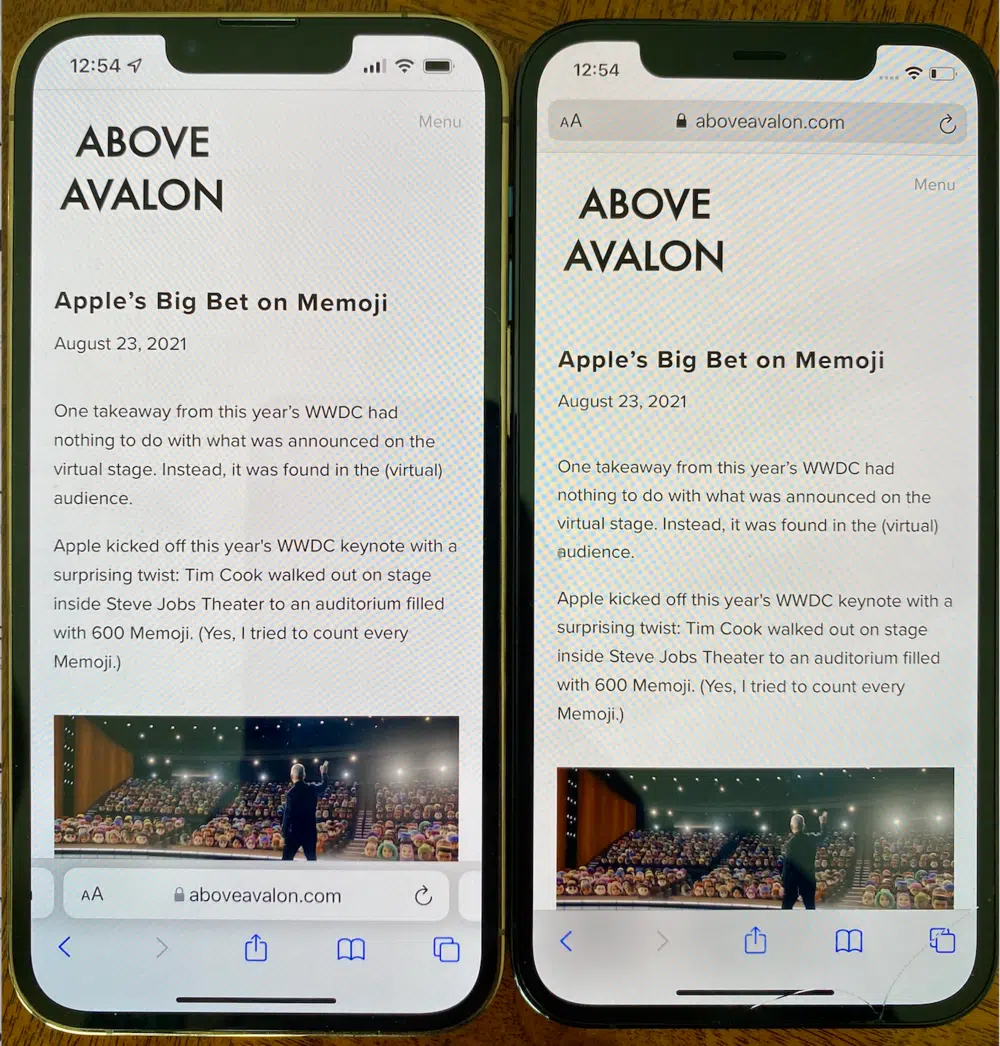 12:54
Menu
ABOVE
AVALON
Apple's Big Bet on Memoji
August 23, 2021
One takeaway from this year's WWDC had
nothing to do with what was announced on the
virtual stage. Instead, it was found in the (virtual)
audience.
Apple kicked off this year's WWDC keynote with a
surprising twist: Tim Cook walked out on stage
inside Steve Jobs Theater to an auditorium filled
with 600 Memoji. (Yes, I tried to count every
Memoji.)
AA aboveavalon.com
12:54
AA aboveavalon.com
Menu
ABOVE
AVALON
Apple's Big Bet on Memoji
August 23, 2021
One takeaway from this year's WWDC had
nothing to do with what was announced on the
virtual stage. Instead, it was found in the (virtual)
audience.
Apple kicked off this year's WWDC keynote with a
surprising twist: Tim Cook walked out on stage
inside Steve Jobs Theater to an auditorium filled
with 600 Memoji. (Yes, I tried to count every
Memoji.)